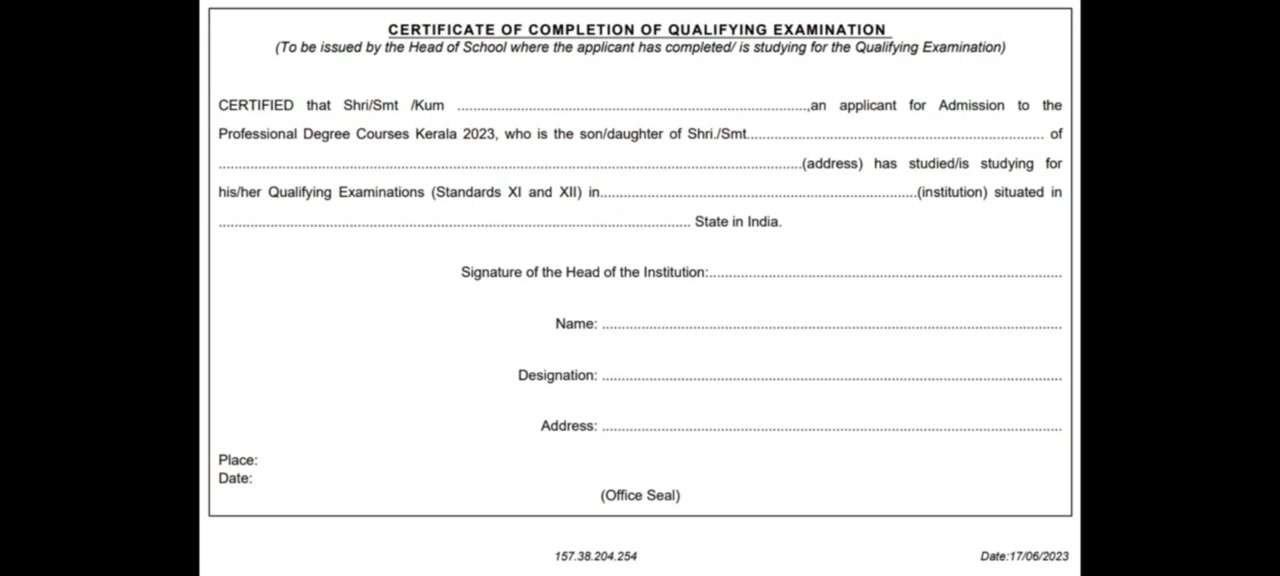 CERTIFICATE OF COMPLETION OF QUALIFYING EXAMINATION
(To be issued by the Head of School where the applicant has completed/ is studying for the Qualifying Examination)
CERTIFIED that Shri/Smt /Kum ........................................................................................,an applicant for Admission to the
Professional Degree Courses Kerala 2023, who is the son/daughter of Shri./Smt.......................................................................... of
..................................................................................................................................................(address) has studied/is studying for
his/her Qualifying Examinations (Standards XI and XII) in................................................................................(institution) situated in
...................................................................................................................... State in India.
Signature of the Head of the Institution:.........................................................................................
Name: ...................................................................................................................
Designation: ...................................................................................................................
Address: ...................................................................................................................
Place:
Date:
(Office Seal)
157.38.204.254
Date:17/06/2023